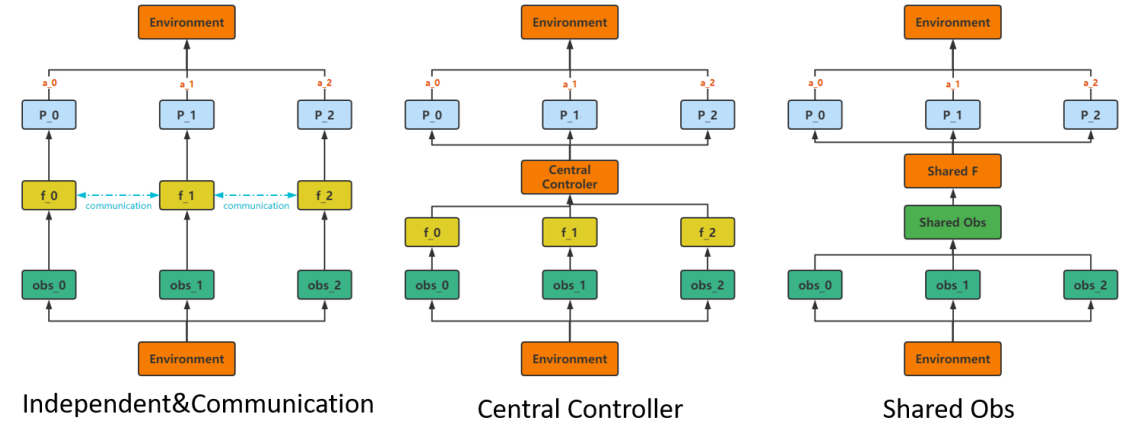 Environment
a_0
a_1
a_2
P_0
P_1
P_2
f_0
communication
f_1
communication
f_2
obs_0
obs_1
obs_2
Environment
Independent&Communication
Environment
a_0
a_1
a_2
P_0
P_1
P_2
Central
Controler
f_0
f_1
f_2
obs_0
obs_1
obs_2
Environment
Central Controller
Environment
a_0
a_1
a_2
P_0
P_1
P_2
Shared F
Shared Obs
obs_0
obs_1
obs_2
Environment
Shared Obs